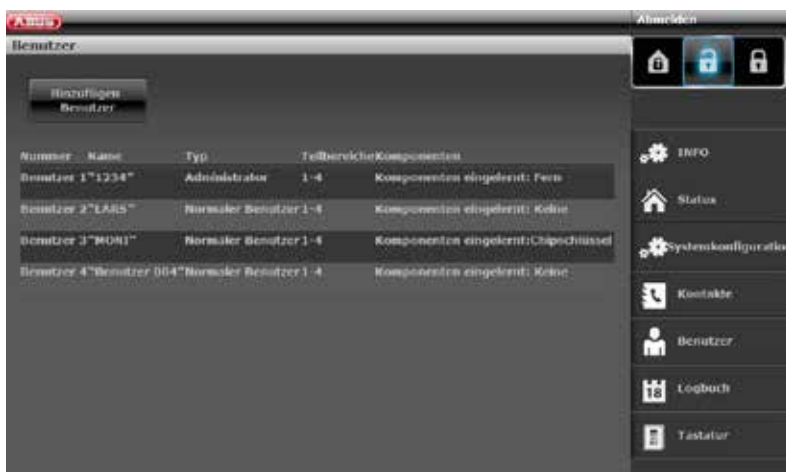 ABUS
Abmelden
Benutzer
Hinzufügen
Benutzer
Nummer Name Typ Teilbereiche Komponenten
Benutzer 1 "1234" Administrator 1-4 Komponenten eingelernt: Fern
Benutzer 2 "LARS" Normaler Benutzer 1-4 Komponenten eingelernt: Keine
Benutzer 3 "MONI" Normaler Benutzer 1-4 Komponenten eingelernt:Chipschlüssel
Benutzer 4 "Benutzer 004" Normaler Benutzer 1-4 Komponenten eingelernt: Keine
INFO
Status
Systemkonfiguratio
Kontakte
Benutzer
18
Logbuch
Tastatur